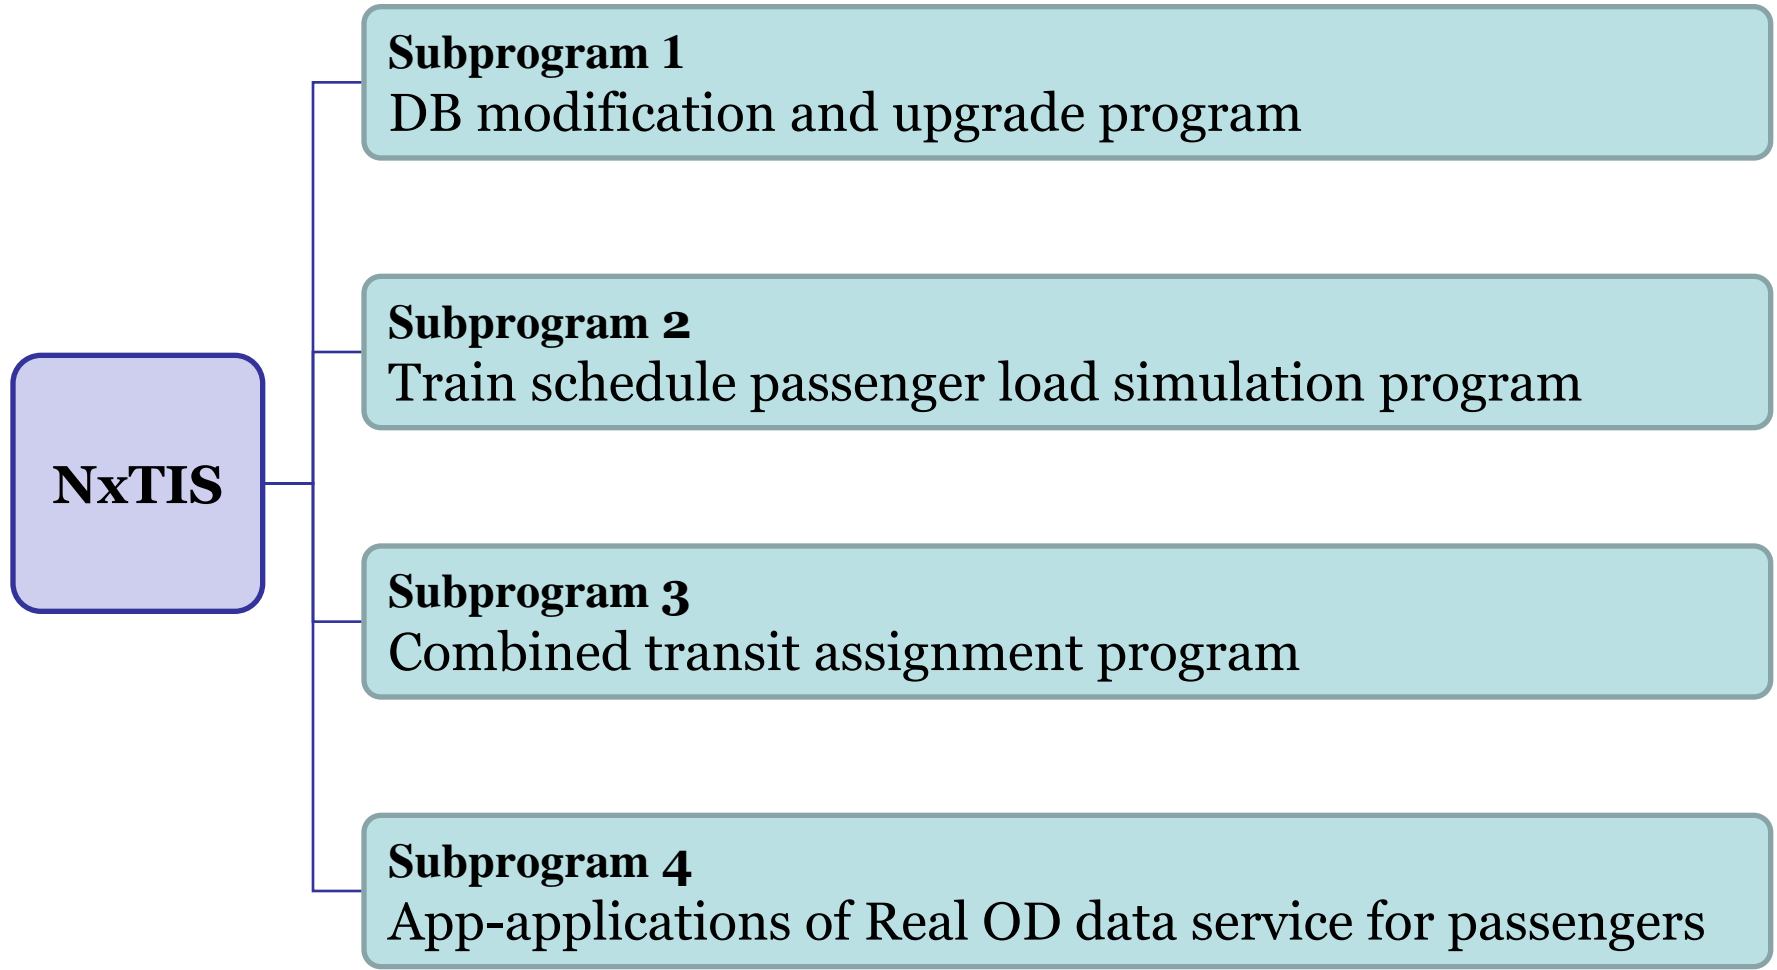 Subprogram 1
DB modification and upgrade program
Subprogram 2
Train schedule passenger load simulation program
NxTIS
Subprogram 3
Combined transit assignment program
Subprogram 4
App-applications of Real OD data service for passengers